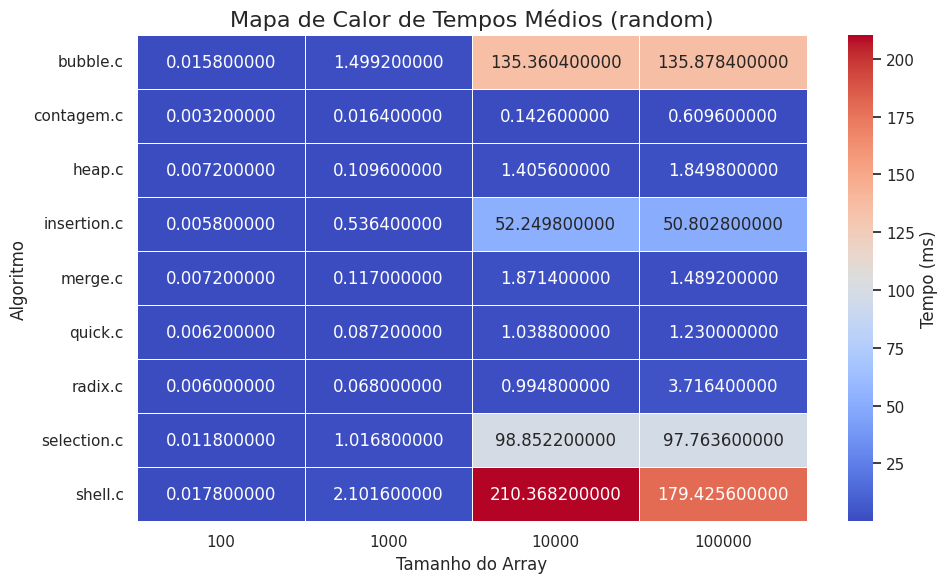 Mapa de Calor de Tempos Médios (random)
bubble.c 0.015800000 1.499200000 135.360400000 135.878400000
contagem.c 0.003200000 0.016400000 0.142600000 0.609600000
heap.c 0.007200000 0.109600000 1.405600000 1.849800000
insertion.c 0.005800000 0.536400000 52.249800000 50.802800000
merge.c 0.007200000 0.117000000 1.871400000 1.489200000
quick.c 0.006200000 0.087200000 1.038800000 1.230000000
radix.c 0.006000000 0.068000000 0.994800000 3.716400000
selection.c 0.011800000 1.016800000 98.852200000 97.763600000
shell.c 0.017800000 2.101600000 210.368200000 179.425600000
100 1000 10000 100000
Tamanho do Array
Algoritmo
200
175
150
125
100
75
50
25
Tempo (ms)